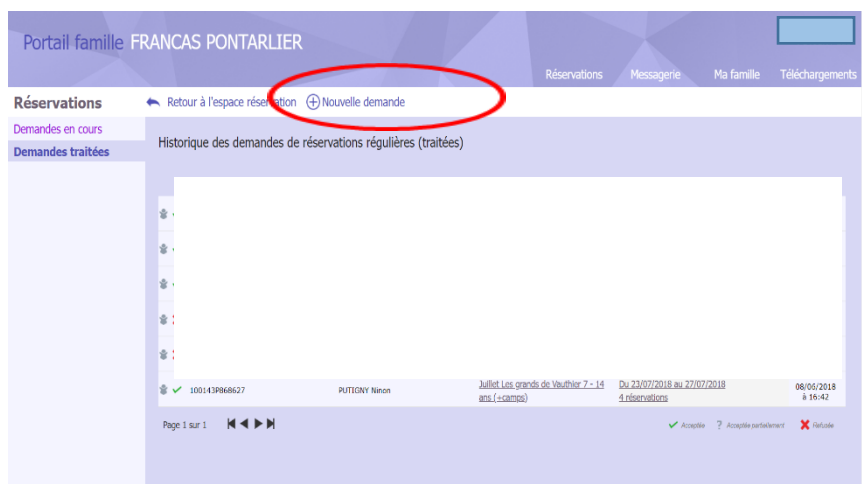 Portail famille FRANCAS PONTARLIER
Réservations Messagerie Ma famille Téléchargements
Réservations
Retour à l'espace réservation Nouvelle demande
Demandes en cours
Demandes traitées
Historique des demandes de réservations régulières (traitées)
100143P868627 PUTIGNY Ninon Juillet Les grands de Vauthier 7 - 14 Du 23/07/2018 au 27/07/2018 08/06/2018
ans (+camps) 4 réservations à 16:42
Page 1 sur 1 Acceptée ? Acceptée partiellement Refusée